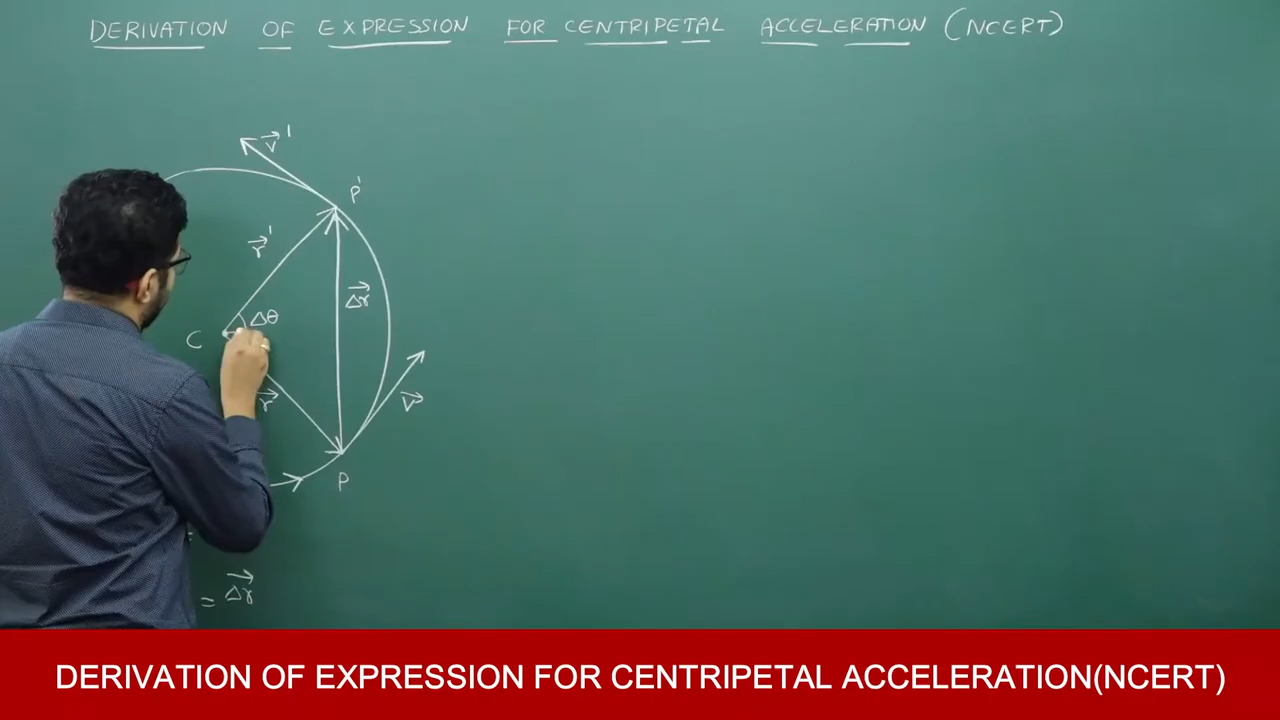 DERIVATION OF EXPRESSION FOR CENTRIPETAL ACCELERATION (NCERT)
v⃗'
P'
r⃗'
Δr⃗
Δθ
C
r⃗
v⃗
P
=
= Δr⃗
DERIVATION OF EXPRESSION FOR CENTRIPETAL ACCELERATION(NCERT)